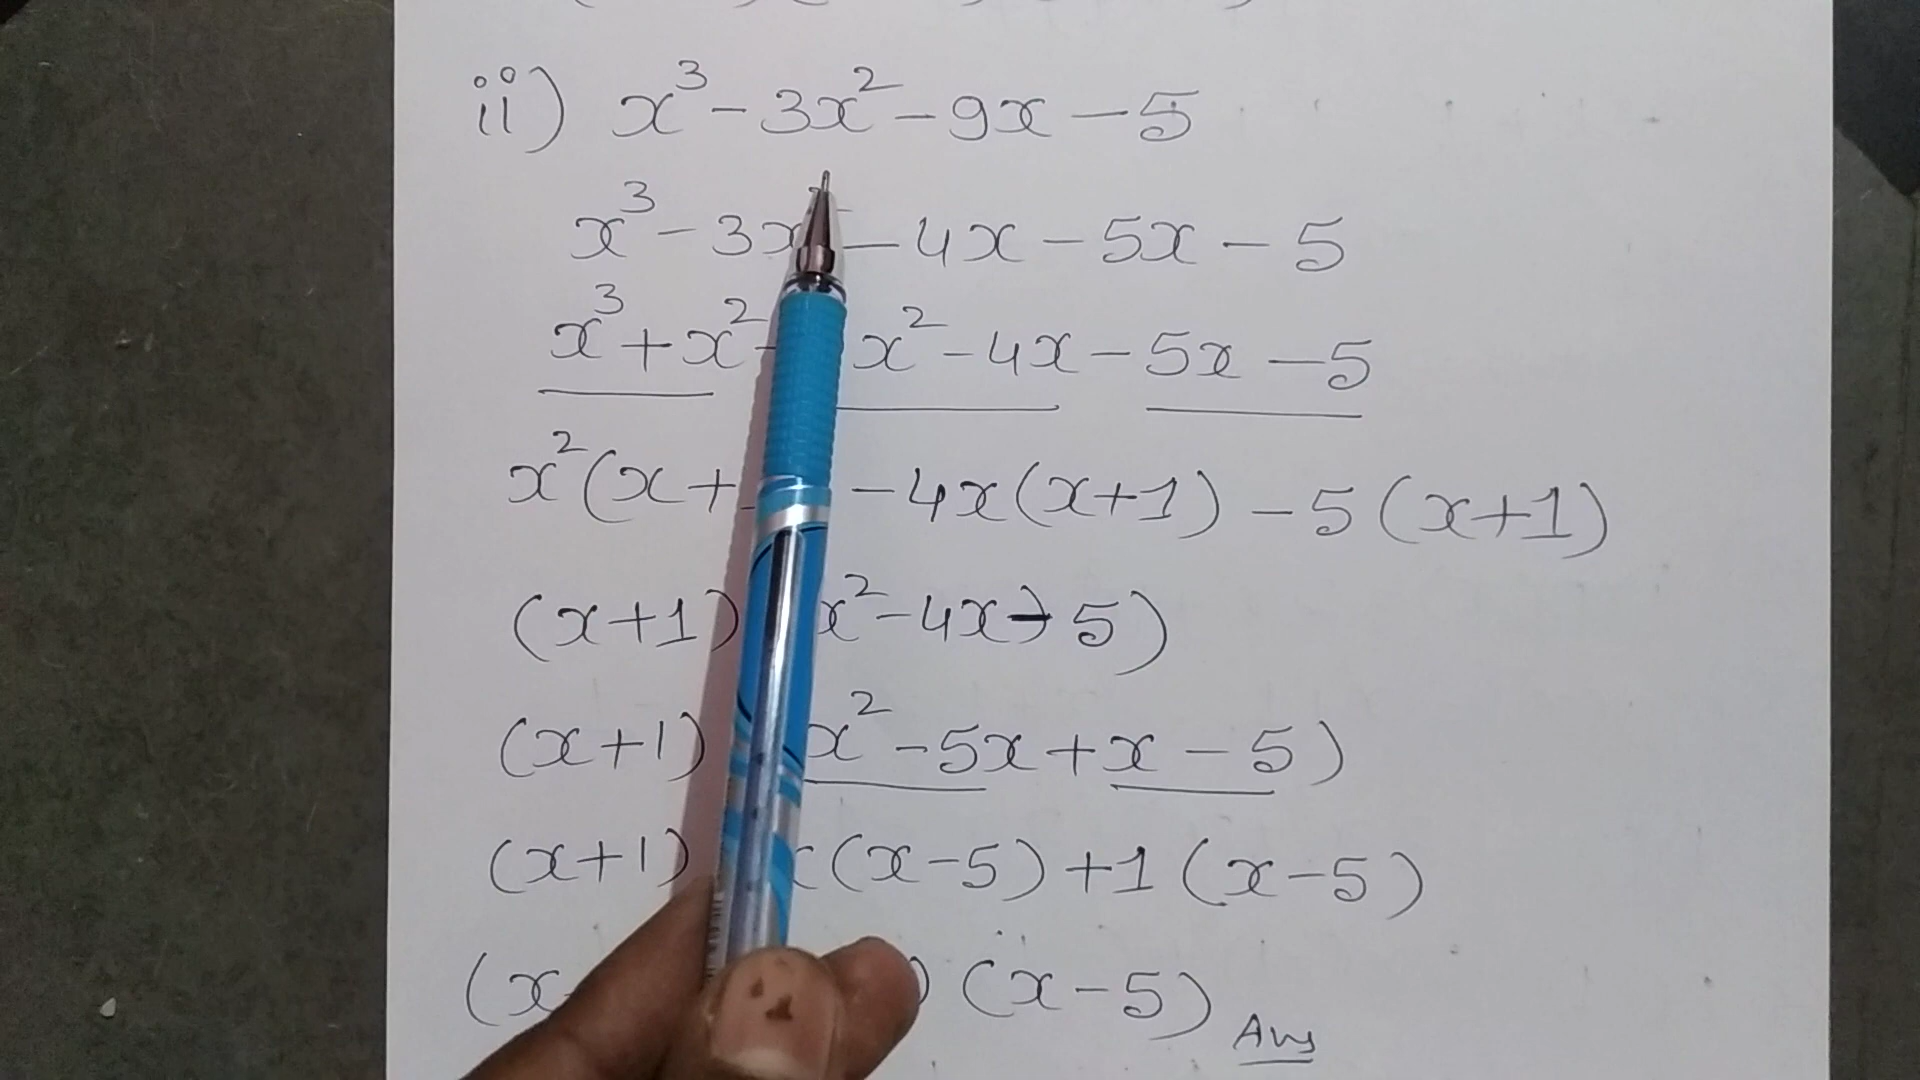 ii) x³ - 3x² - 9x - 5
x³ - 3x - 4x - 5x - 5
x³ + x² - x² - 4x - 5x - 5
x²(x+ - 4x(x+1) - 5(x+1)
(x+1) x² - 4x - 5)
(x+1) x² - 5x + x - 5)
(x+1) (x-5) + 1(x-5)
(x ) (x-5) Ans